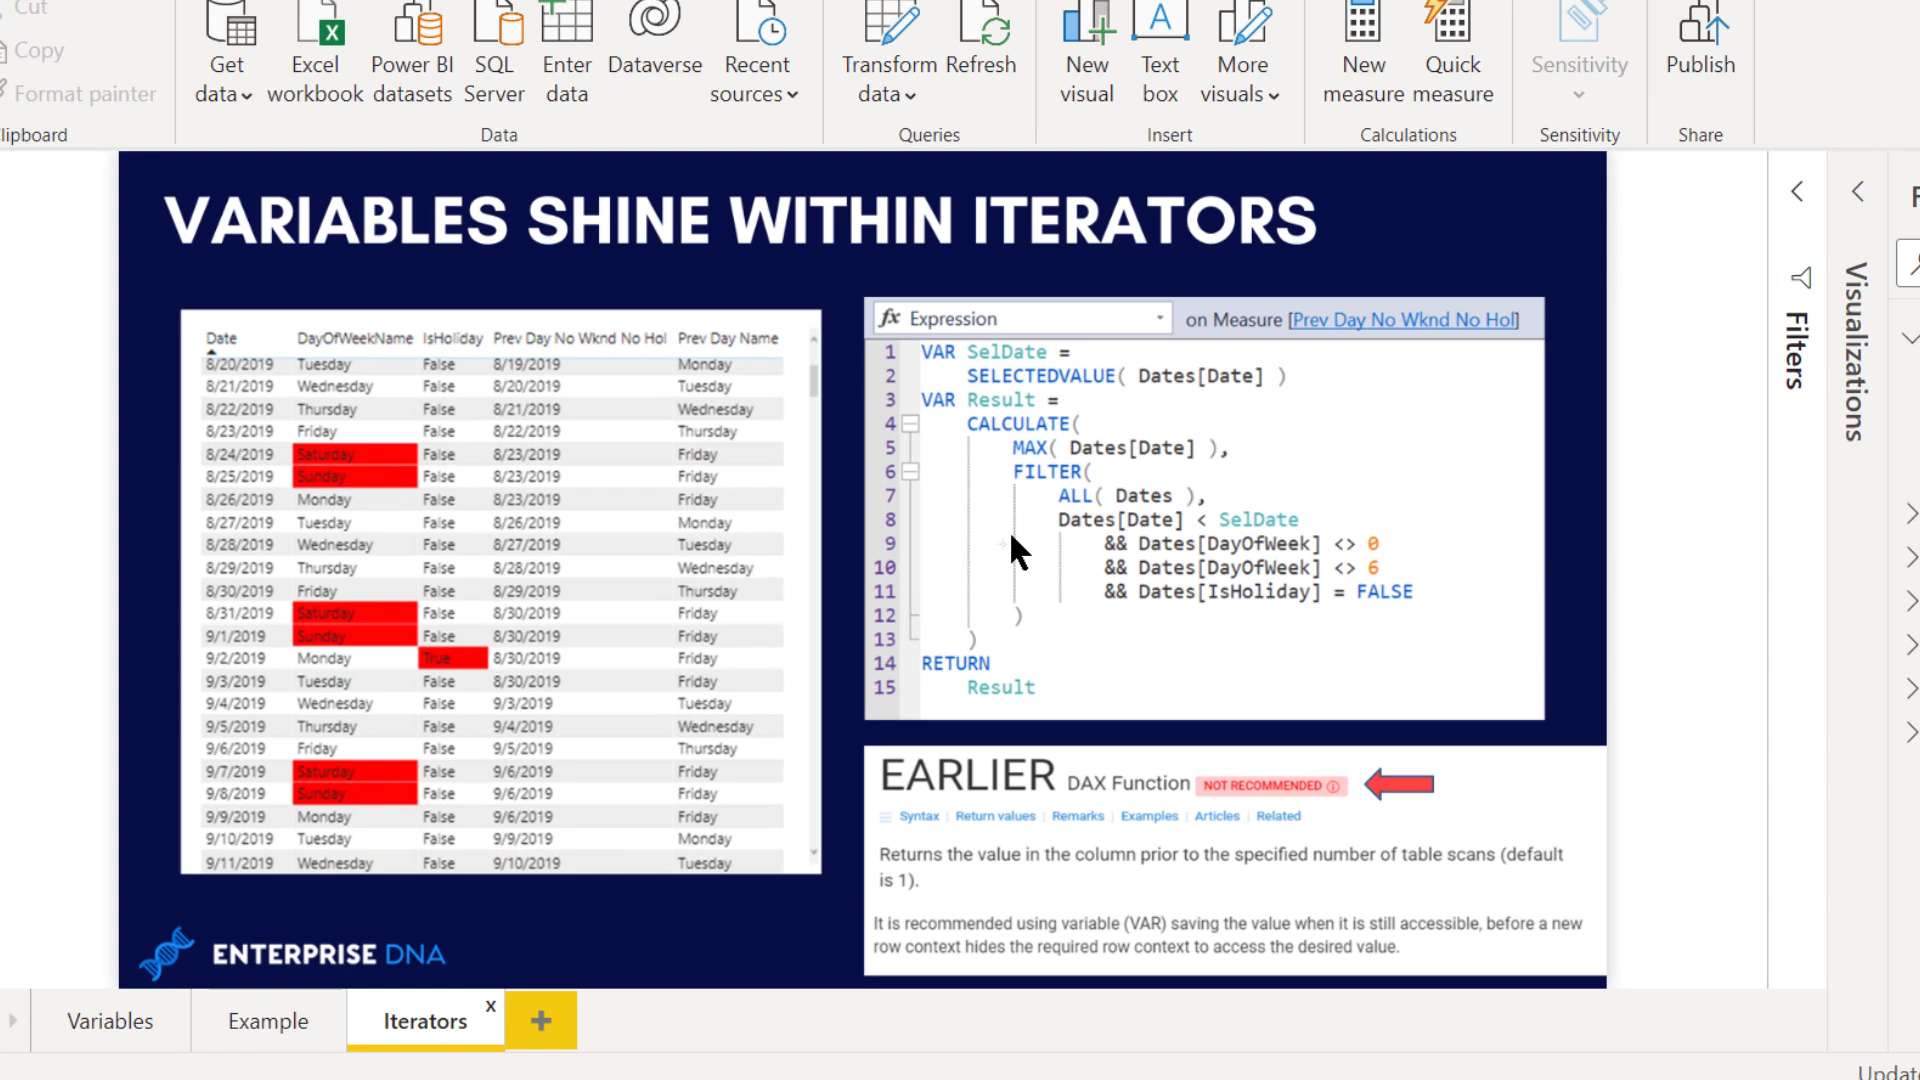 Cut
Copy
Format painter
lipboard
Get data
Excel workbook
Power BI datasets
SQL Server
Enter data
Dataverse
Recent sources
Data
Transform data
Refresh
Queries
New visual
Text box
More visuals
Insert
New measure
Quick measure
Calculations
Sensitivity
Sensitivity
Publish
Share
VARIABLES SHINE WITHIN ITERATORS
Date DayOfWeekName IsHoliday Prev Day No Wknd No Hol Prev Day Name
8/20/2019 Tuesday False 8/19/2019 Monday
8/21/2019 Wednesday False 8/20/2019 Tuesday
8/22/2019 Thursday False 8/21/2019 Wednesday
8/23/2019 Friday False 8/22/2019 Thursday
8/24/2019 Saturday False 8/23/2019 Friday
8/25/2019 Sunday False 8/23/2019 Friday
8/26/2019 Monday False 8/23/2019 Friday
8/27/2019 Tuesday False 8/26/2019 Monday
8/28/2019 Wednesday False 8/27/2019 Tuesday
8/29/2019 Thursday False 8/28/2019 Wednesday
8/30/2019 Friday False 8/29/2019 Thursday
8/31/2019 Saturday False 8/30/2019 Friday
9/1/2019 Sunday False 8/30/2019 Friday
9/2/2019 Monday True 8/30/2019 Friday
9/3/2019 Tuesday False 8/30/2019 Friday
9/4/2019 Wednesday False 9/3/2019 Tuesday
9/5/2019 Thursday False 9/4/2019 Wednesday
9/6/2019 Friday False 9/5/2019 Thursday
9/7/2019 Saturday False 9/6/2019 Friday
9/8/2019 Sunday False 9/6/2019 Friday
9/9/2019 Monday False 9/6/2019 Friday
9/10/2019 Tuesday False 9/9/2019 Monday
9/11/2019 Wednesday False 9/10/2019 Tuesday
fx Expression on Measure [Prev Day No Wknd No Hol]
1 VAR SelDate =
2 SELECTEDVALUE( Dates[Date] )
3 VAR Result =
4 CALCULATE(
5 MAX( Dates[Date] ),
6 FILTER(
7 ALL( Dates ),
8 Dates[Date] < SelDate
9 && Dates[DayOfWeek] <> 0
10 && Dates[DayOfWeek] <> 6
11 && Dates[IsHoliday] = FALSE
12 )
13 )
14 RETURN
15 Result
EARLIER DAX Function NOT RECOMMENDED
Syntax | Return values | Remarks | Examples | Articles | Related
Returns the value in the column prior to the specified number of table scans (default
is 1).
It is recommended using variable (VAR) saving the value when it is still accessible, before a new
row context hides the required row context to access the desired value.
ENTERPRISE DNA
Filters
Visualizations
Variables
Example
Iterators x
+